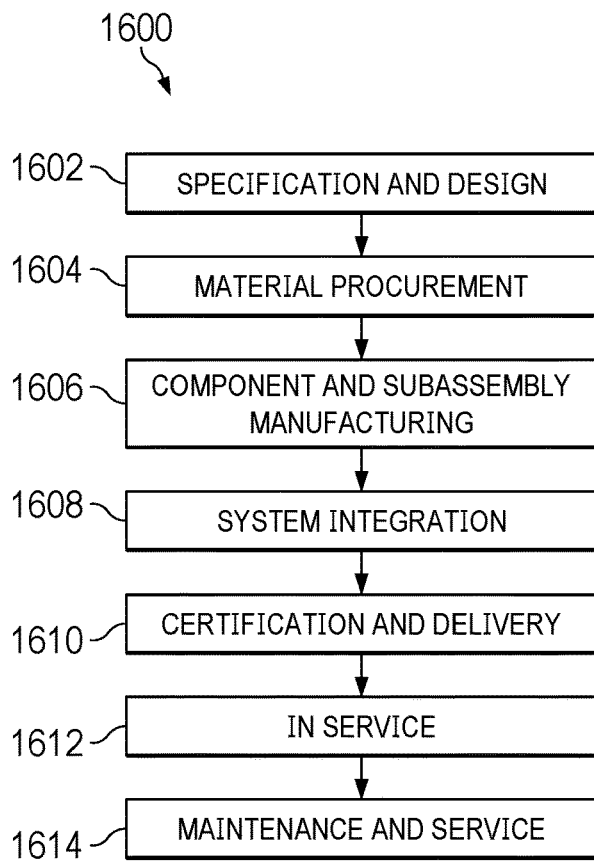 1600
1602
SPECIFICATION AND DESIGN
1604
MATERIAL PROCUREMENT
1606
COMPONENT AND SUBASSEMBLY
MANUFACTURING
1608
SYSTEM INTEGRATION
1610
CERTIFICATION AND DELIVERY
1612
IN SERVICE
1614
MAINTENANCE AND SERVICE